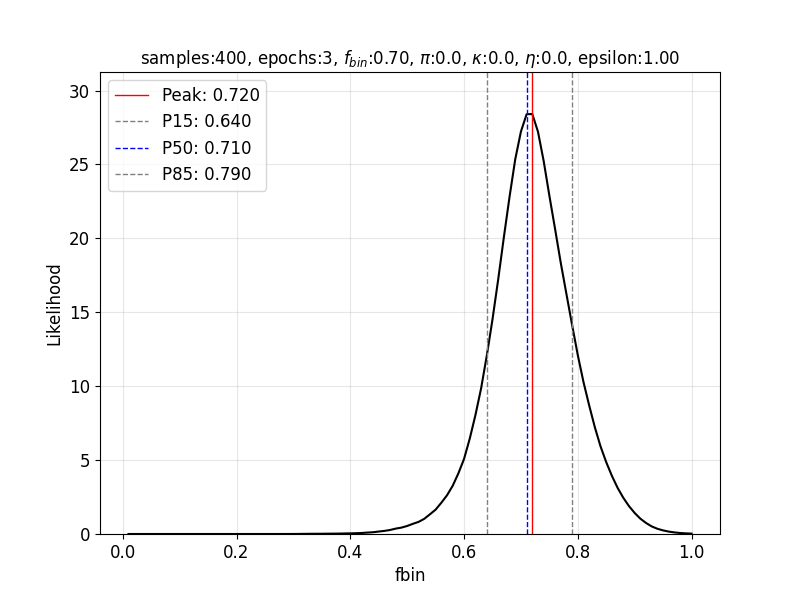 samples:400, epochs:3, f_bin:0.70, π:0.0, κ:0.0, η:0.0, epsilon:1.00
Peak: 0.720
P15: 0.640
P50: 0.710
P85: 0.790
30
25
20
15
10
5
0
Likelihood
0.0 0.2 0.4 0.6 0.8 1.0
fbin